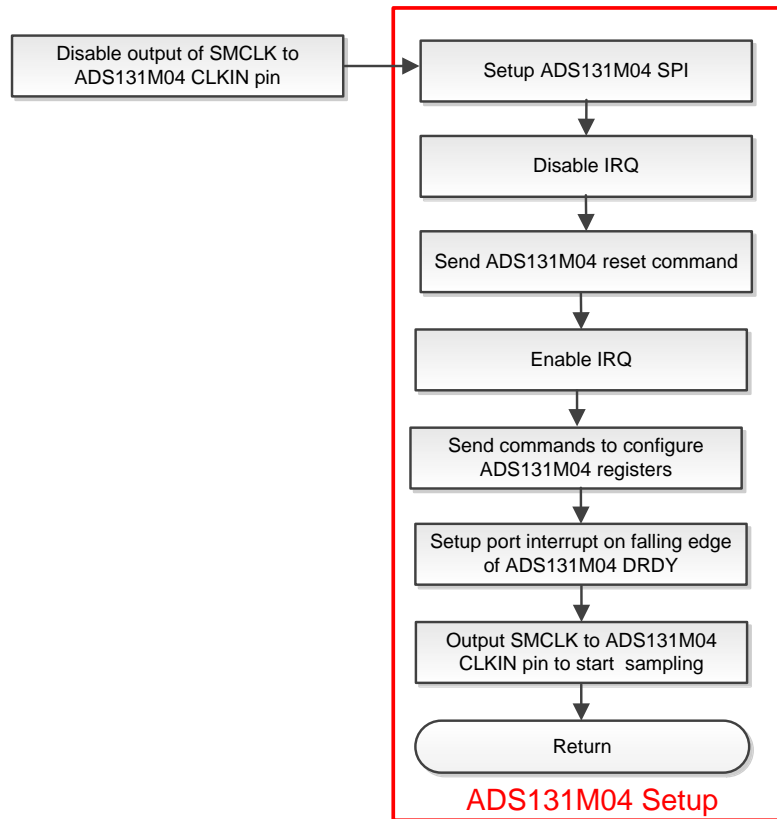 Disable output of SMCLK to
ADS131M04 CLKIN pin
Setup ADS131M04 SPI
Disable IRQ
Send ADS131M04 reset command
Enable IRQ
Send commands to configure
ADS131M04 registers
Setup port interrupt on falling edge
of ADS131M04 DRDY
Output SMCLK to ADS131M04
CLKIN pin to start sampling
Return
ADS131M04 Setup